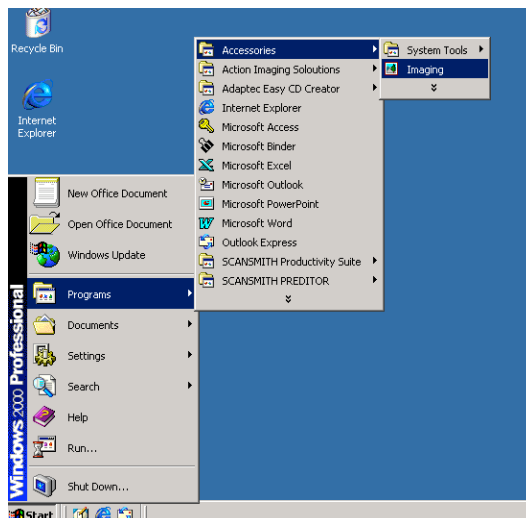 Recycle Bin
Internet
Explorer
Accessories
Action Imaging Soloutions
Adaptec Easy CD Creator
Internet Explorer
Microsoft Access
Microsoft Binder
Microsoft Excel
Microsoft Outlook
Microsoft PowerPoint
Microsoft Word
Outlook Express
SCANSMITH Productivity Suite
SCANSMITH PREDITOR
System Tools
Imaging
New Office Document
Open Office Document
Windows Update
Programs
Documents
Settings
Search
Help
Run...
Shut Down...
Windows 2000 Professional
Start